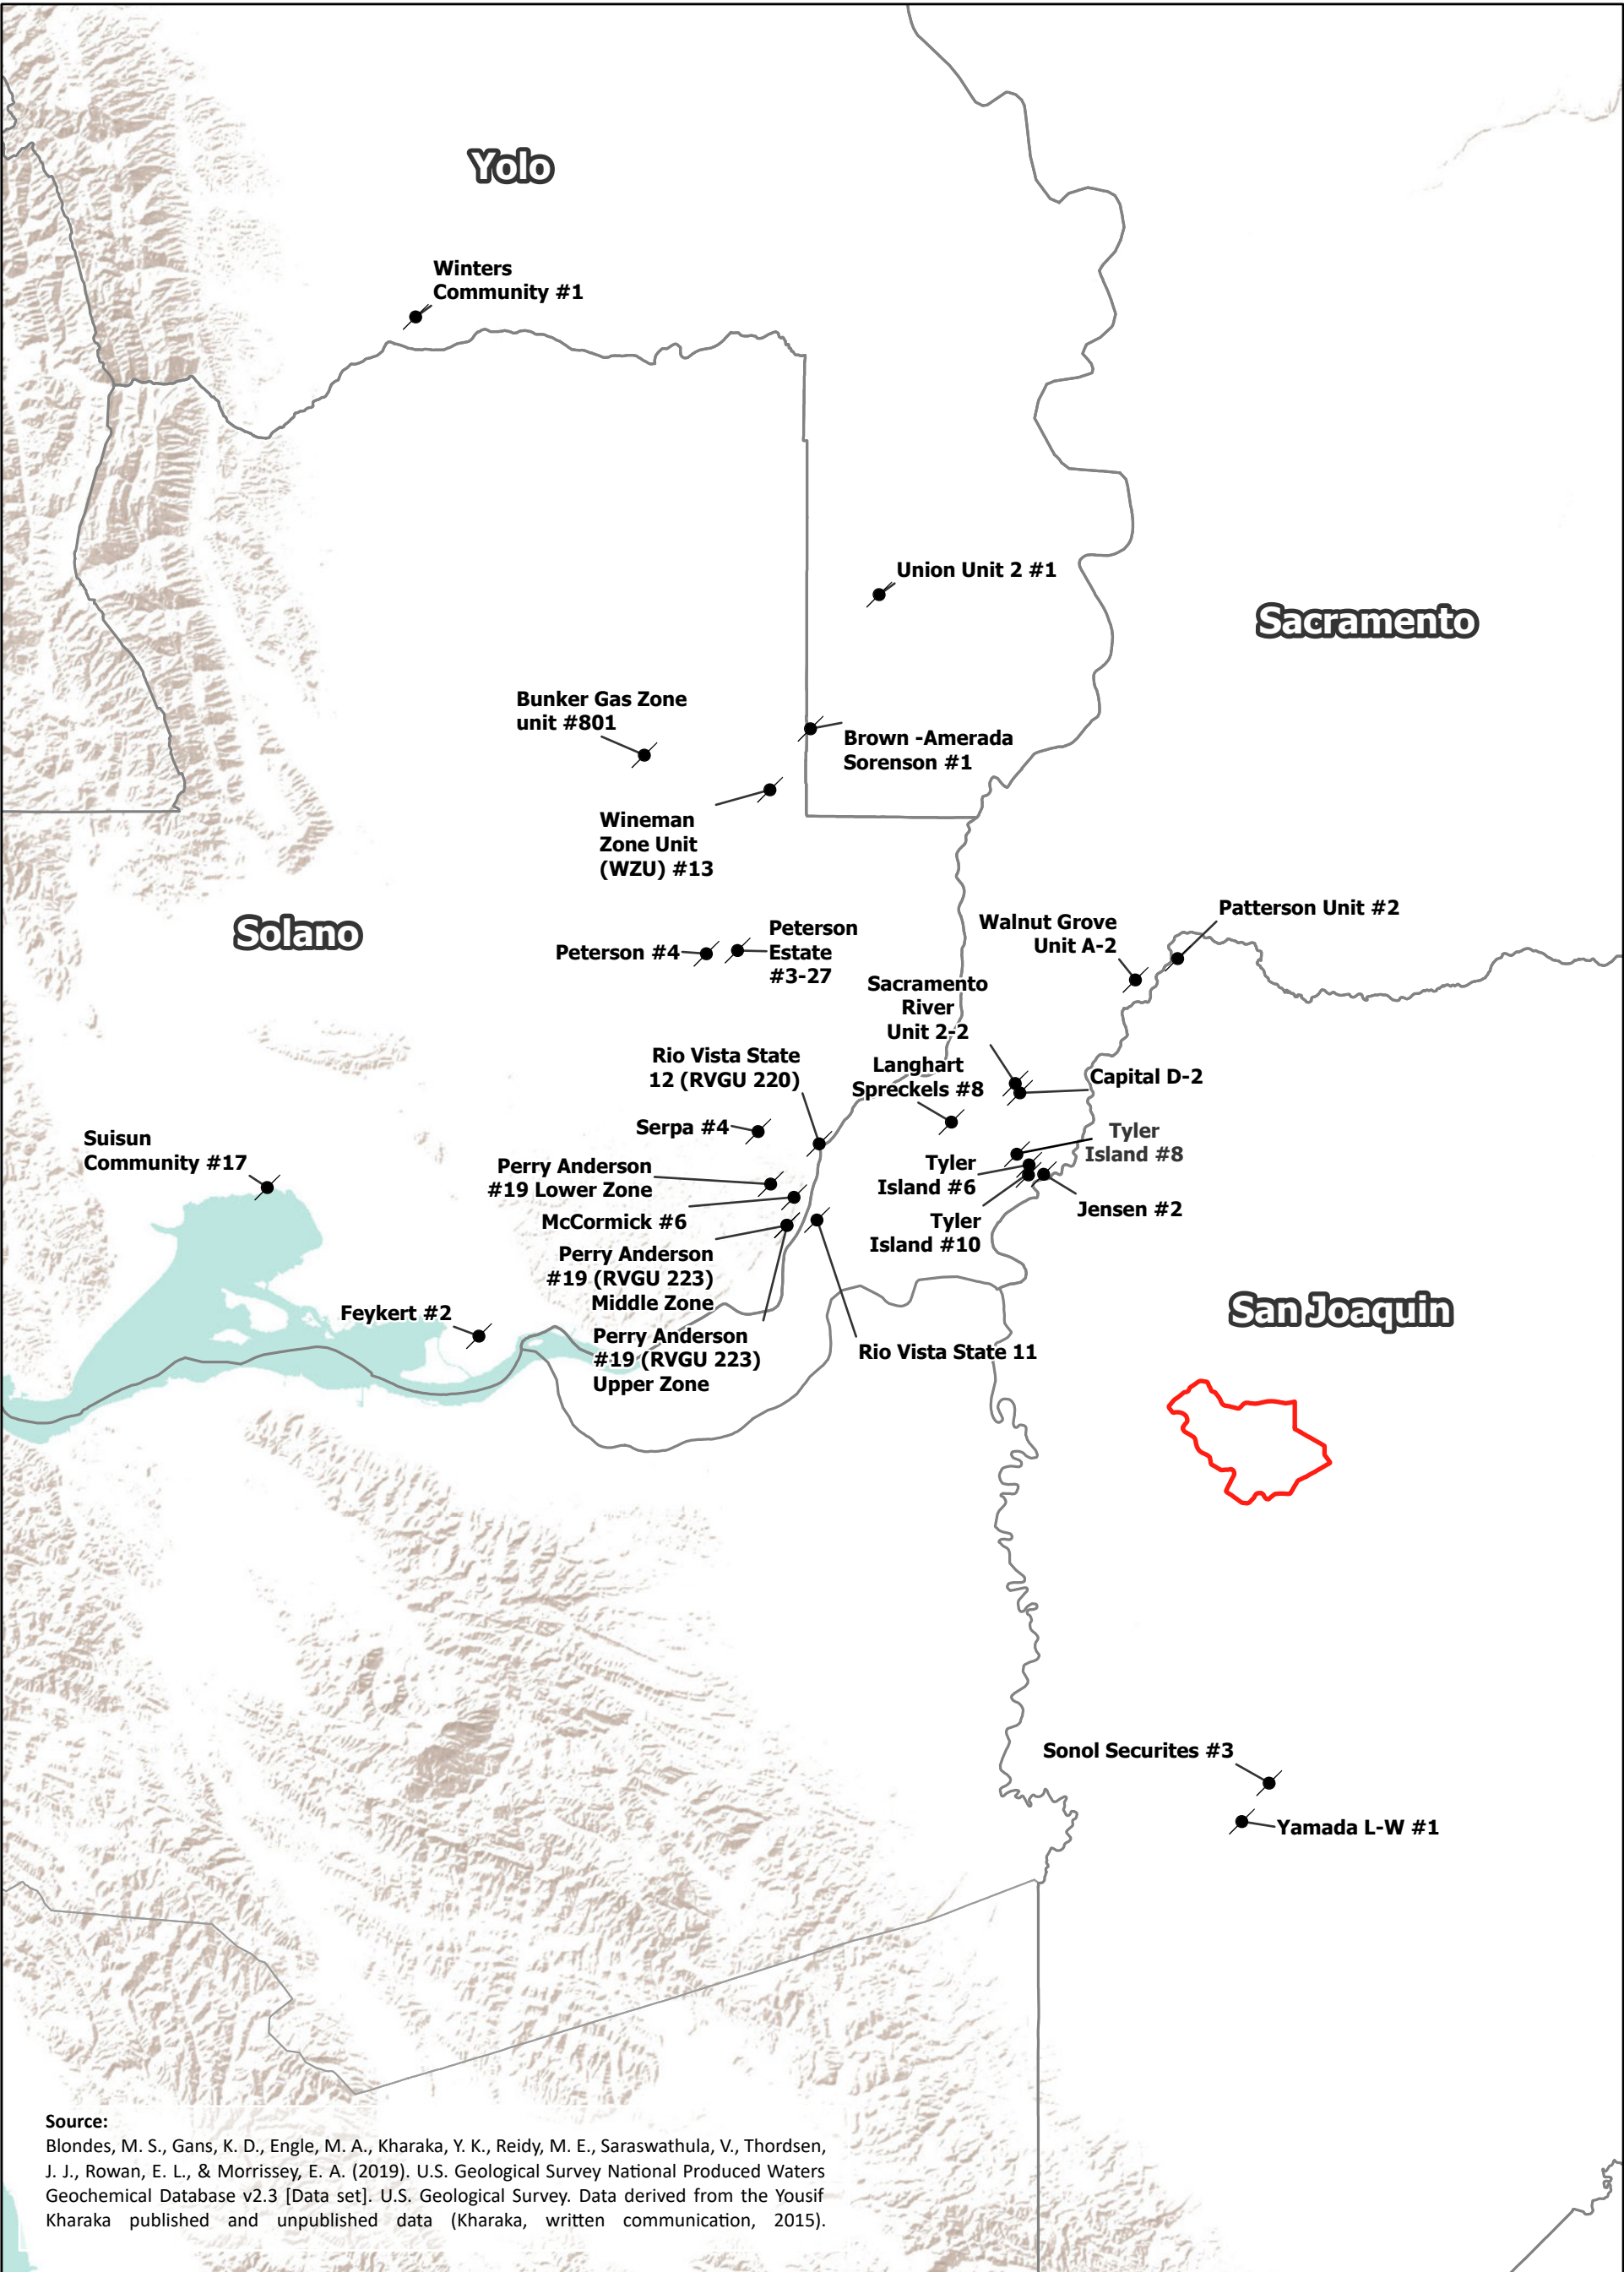 Yolo
Winters
Community #1
Union Unit 2 #1
Sacramento
Bunker Gas Zone
unit #801
Brown -Amerada
Sorenson #1
Wineman
Zone Unit
(WZU) #13
Solano
Peterson #4
Peterson
Estate
#3-27
Walnut Grove
Unit A-2
Patterson Unit #2
Sacramento
River
Unit 2-2
Rio Vista State
12 (RVGU 220)
Langhart
Spreckels #8
Capital D-2
Serpa #4
Suisun
Community #17
Tyler
Island #8
Perry Anderson
#19 Lower Zone
Tyler
Island #6
McCormick #6
Jensen #2
Tyler
Island #10
Perry Anderson
#19 (RVGU 223)
Middle Zone
Feykert #2
San Joaquin
Perry Anderson
#19 (RVGU 223)
Upper Zone
Rio Vista State 11
Sonol Securites #3
Yamada L-W #1
Source:
Blondes, M. S., Gans, K. D., Engle, M. A., Kharaka, Y. K., Reidy, M. E., Saraswathula, V., Thordsen,
J. J., Rowan, E. L., & Morrissey, E. A. (2019). U.S. Geological Survey National Produced Waters
Geochemical Database v2.3 [Data set]. U.S. Geological Survey. Data derived from the Yousif
Kharaka published and unpublished data (Kharaka, written communication, 2015).